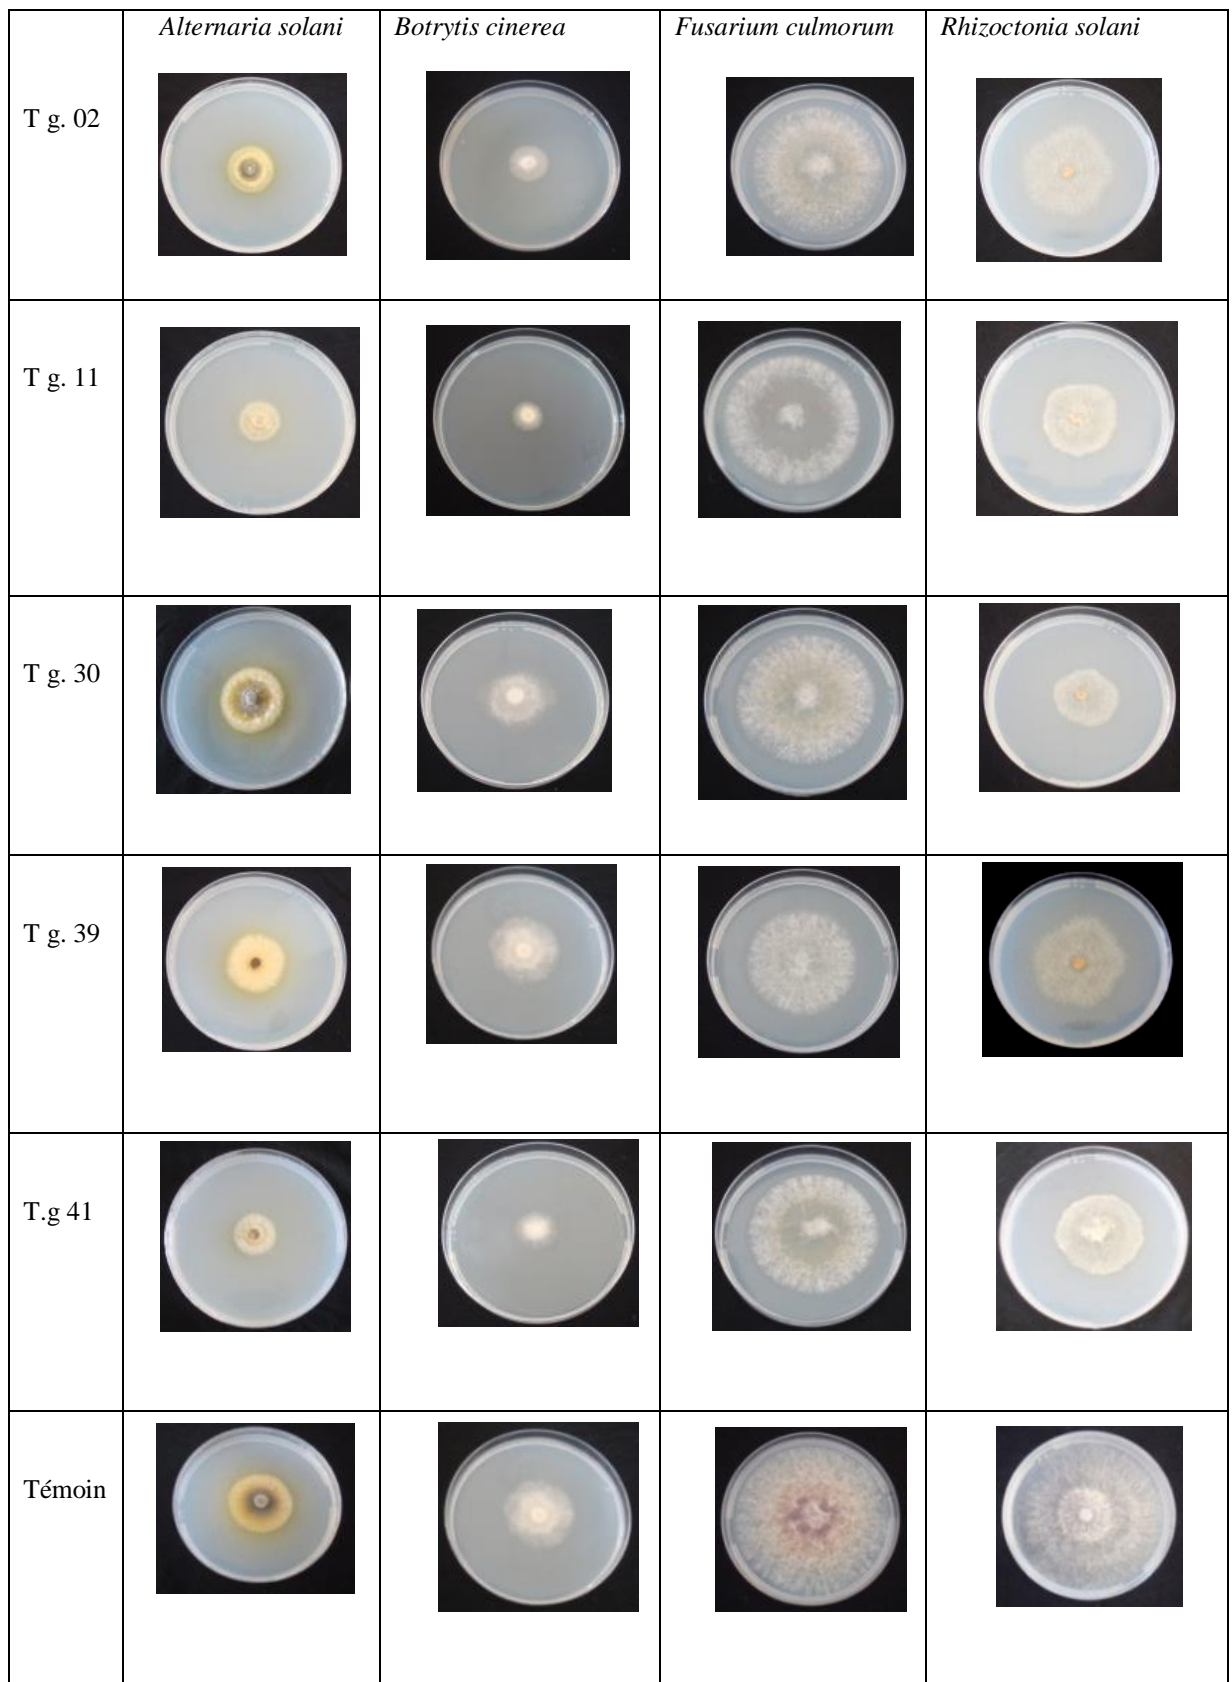 Alternaria solani Botrytis cinerea Fusarium culmorum Rhizoctonia solani
T g. 02
T g. 11
T g. 30
T g. 39
T.g 41
Témoin